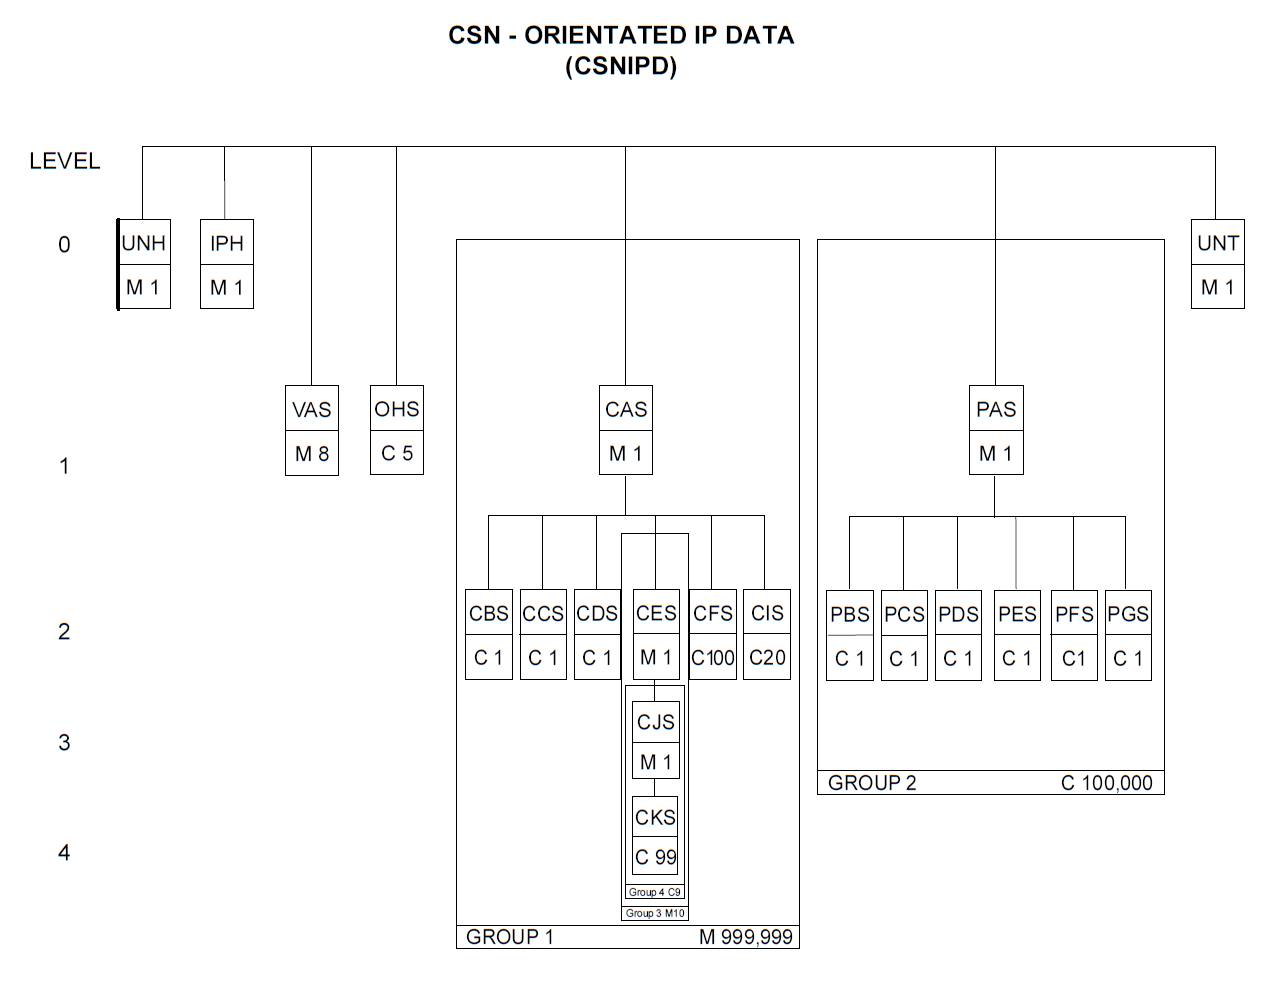 CSN - ORIENTATED IP DATA
(CSNIPD)
LEVEL
0
UNH
M 1
IPH
M 1
UNT
M 1
VAS
M 8
OHS
C 5
CAS
M 1
PAS
M 1
1
2
CBS
C 1
CCS
C 1
CDS
C 1
CES
M 1
CFS
C100
CIS
C20
PBS
C 1
PCS
C 1
PDS
C 1
PES
C 1
PFS
C1
PGS
C 1
3
CJS
M 1
GROUP 2 C 100,000
4
CKS
C 99
Group 4 C9
Group 3 M10
GROUP 1 M 999,999